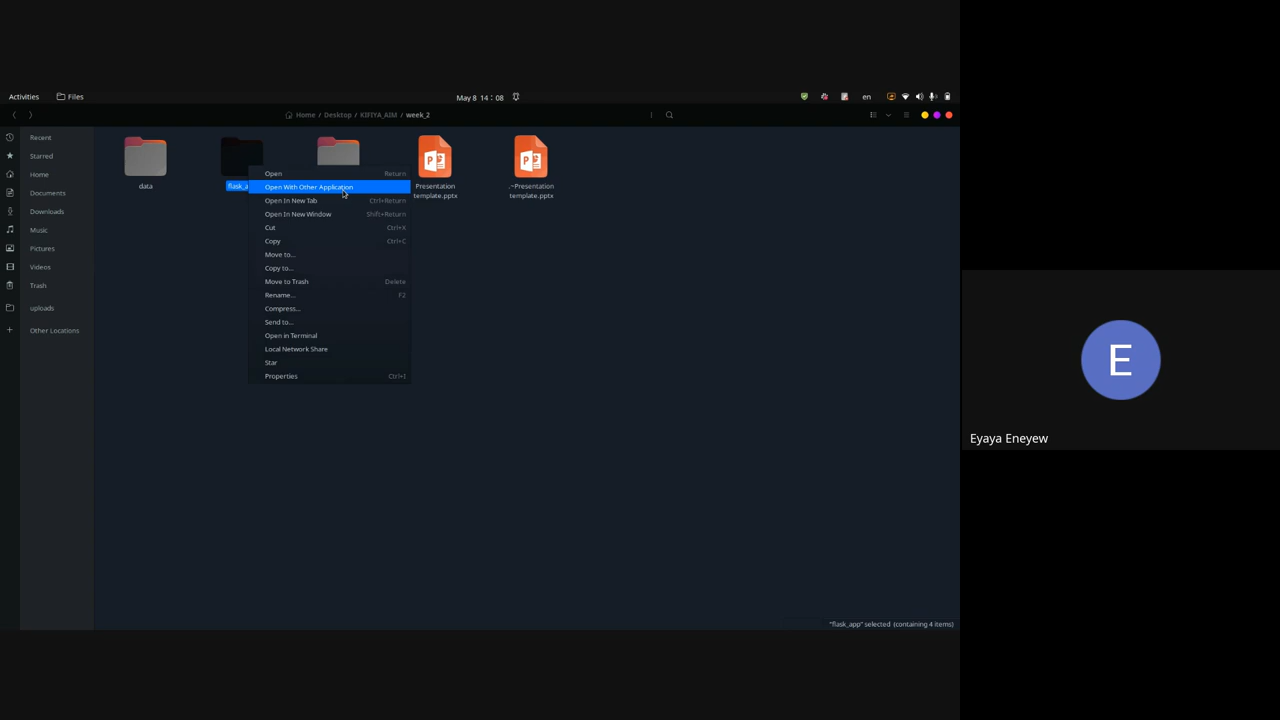 Activities
Files
May 8 14:08
en
Home / Desktop / KIFIYA_AIM / week_2
Recent
Starred
Home
Documents
Downloads
Music
Pictures
Videos
Trash
uploads
Other Locations
data
Presentation
template.pptx
.~Presentation
template.pptx
Open Return
Open With Other Application
Open In New Tab Ctrl+Return
Open In New Window Shift+Return
Cut Ctrl+X
Copy Ctrl+C
Move to...
Copy to...
Move to Trash Delete
Rename... F2
Compress...
Send to...
Open in Terminal
Local Network Share
Star
Properties Ctrl+I
"flask_app" selected (containing 4 items)
E
Eyaya Eneyew